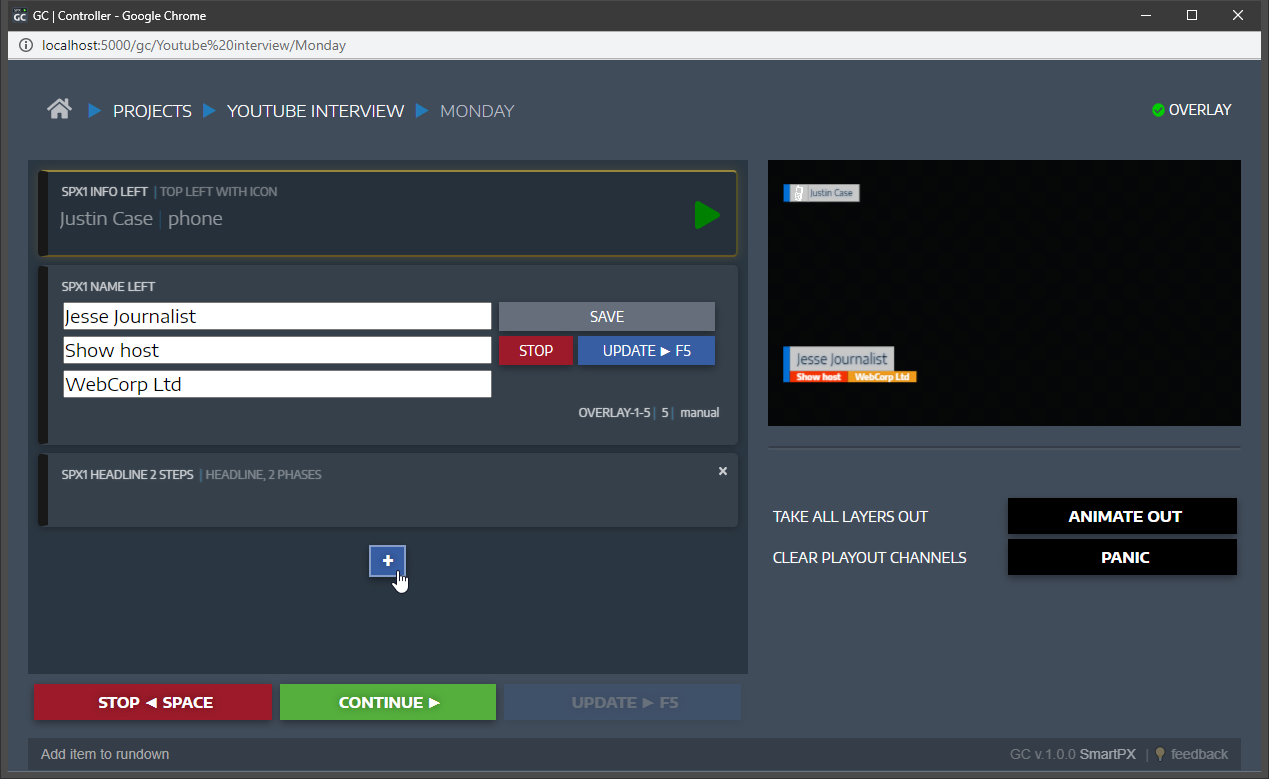 GC | Controller - Google Chrome
localhost:5000/gc/Youtube%20interview/Monday
PROJECTS ▶ YOUTUBE INTERVIEW ▶ MONDAY
OVERLAY
SPX1 INFO LEFT | TOP LEFT WITH ICON
Justin Case | phone
SPX1 NAME LEFT
Jesse Journalist
SAVE
Show host
STOP
UPDATE ► F5
WebCorp Ltd
OVERLAY-1-5 | 5 | manual
SPX1 HEADLINE 2 STEPS | HEADLINE, 2 PHASES
×
+
STOP ◄ SPACE
CONTINUE ►
UPDATE ► F5
Justin Case
Jesse Journalist
Show host WebCorp Ltd
TAKE ALL LAYERS OUT
ANIMATE OUT
CLEAR PLAYOUT CHANNELS
PANIC
Add item to rundown
GC v.1.0.0 SmartPX | feedback